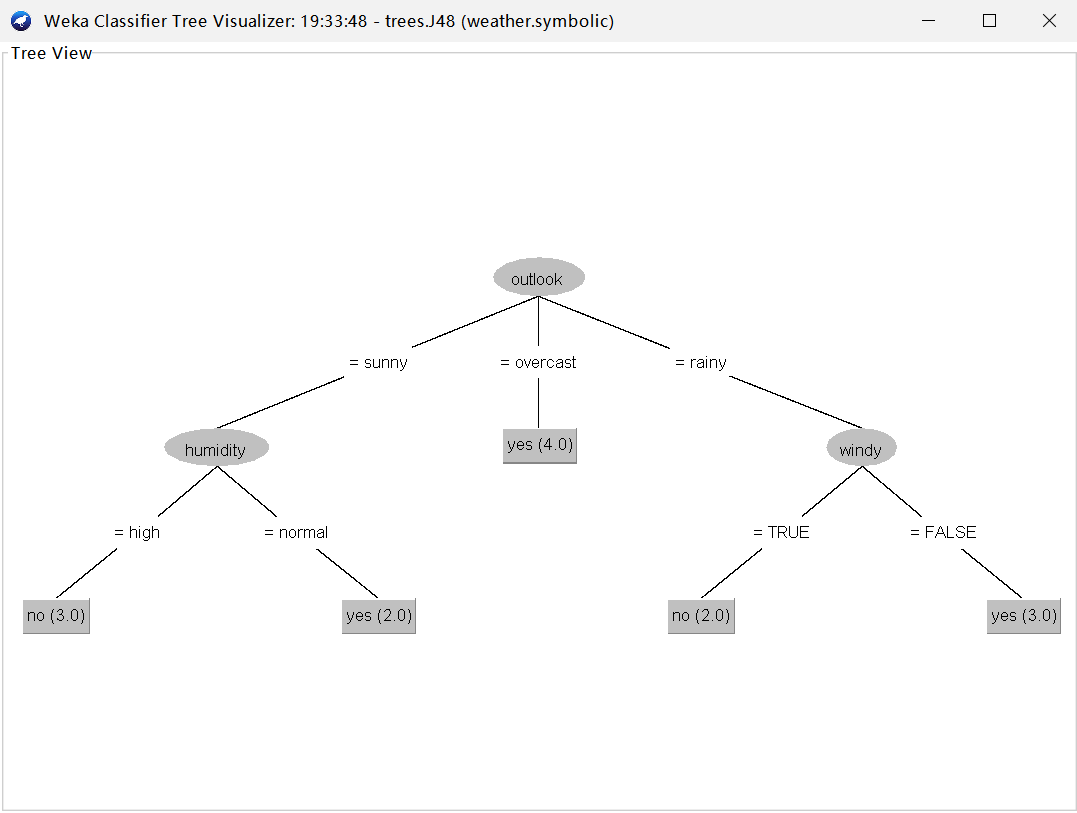 Weka Classifier Tree Visualizer: 19:33:48 - trees.J48 (weather.symbolic)
Tree View
outlook
= sunny
= overcast
= rainy
humidity
yes (4.0)
windy
= high
= normal
= TRUE
= FALSE
no (3.0)
yes (2.0)
no (2.0)
yes (3.0)